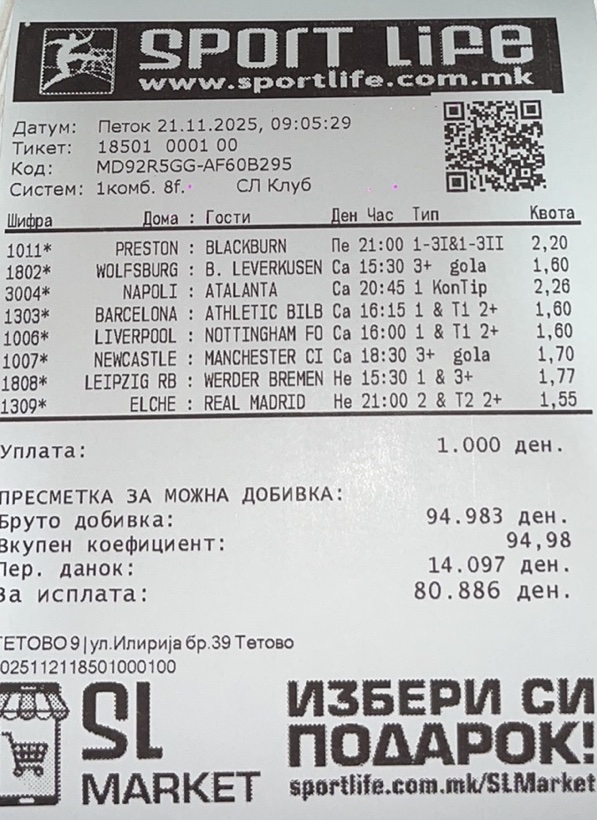 SPORT LIFE
www.sportlife.com.mk
Датум: Петок 21.11.2025, 09:05:29
Тикет: 18501 0001 00
Код: MD92R5GG-AF60B295
Систем: 1комб. 8f. СЛ Клуб
Шифра Дома : Гости Ден Час Тип Квота
1011* PRESTON : BLACKBURN Пе 21:00 1-3I&1-3II 2,20
1802* WOLFSBURG : B. LEVERKUSEN Са 15:30 3+ gola 1,60
3004* NAPOLI : ATALANTA Са 20:45 1 KonTip 2,26
1303* BARCELONA : ATHLETIC BILB Са 16:15 1 & T1 2+ 1,60
1006* LIVERPOOL : NOTTINGHAM FO Са 16:00 1 & T1 2+ 1,60
1007* NEWCASTLE : MANCHESTER CI Са 18:30 3+ gola 1,70
1808* LEIPZIG RB : WERDER BREMEN Не 15:30 1 & 3+ 1,77
1309* ELCHE : REAL MADRID Не 21:00 2 & T2 2+ 1,55
Уплата: 1.000 ден.
ПРЕСМЕТКА ЗА МОЖНА ДОБИВКА:
Бруто добивка: 94.983 ден.
Вкупен коефициент: 94,98
Пер. данок: 14.097 ден.
За исплата: 80.886 ден.
ТЕТОВО 9|ул.Илирија бр.39 Тетово
025112118501000100
SL MARKET
ИЗБЕРИ СИ
ПОДАРОК!
sportlife.com.mk/SLMarket